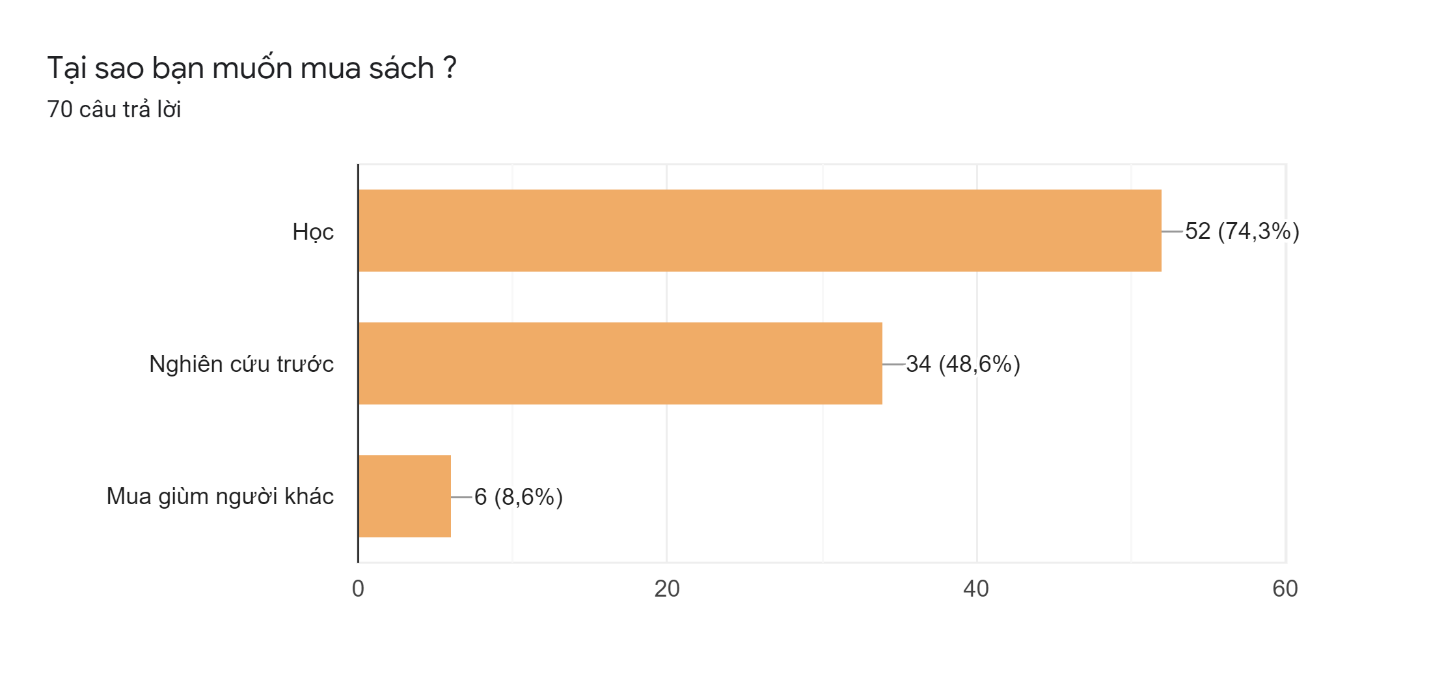 Tại sao bạn muốn mua sách ?
70 câu trả lời
Học
52 (74,3%)
Nghiên cứu trước
34 (48,6%)
Mua giùm người khác
6 (8,6%)
0 20 40 60